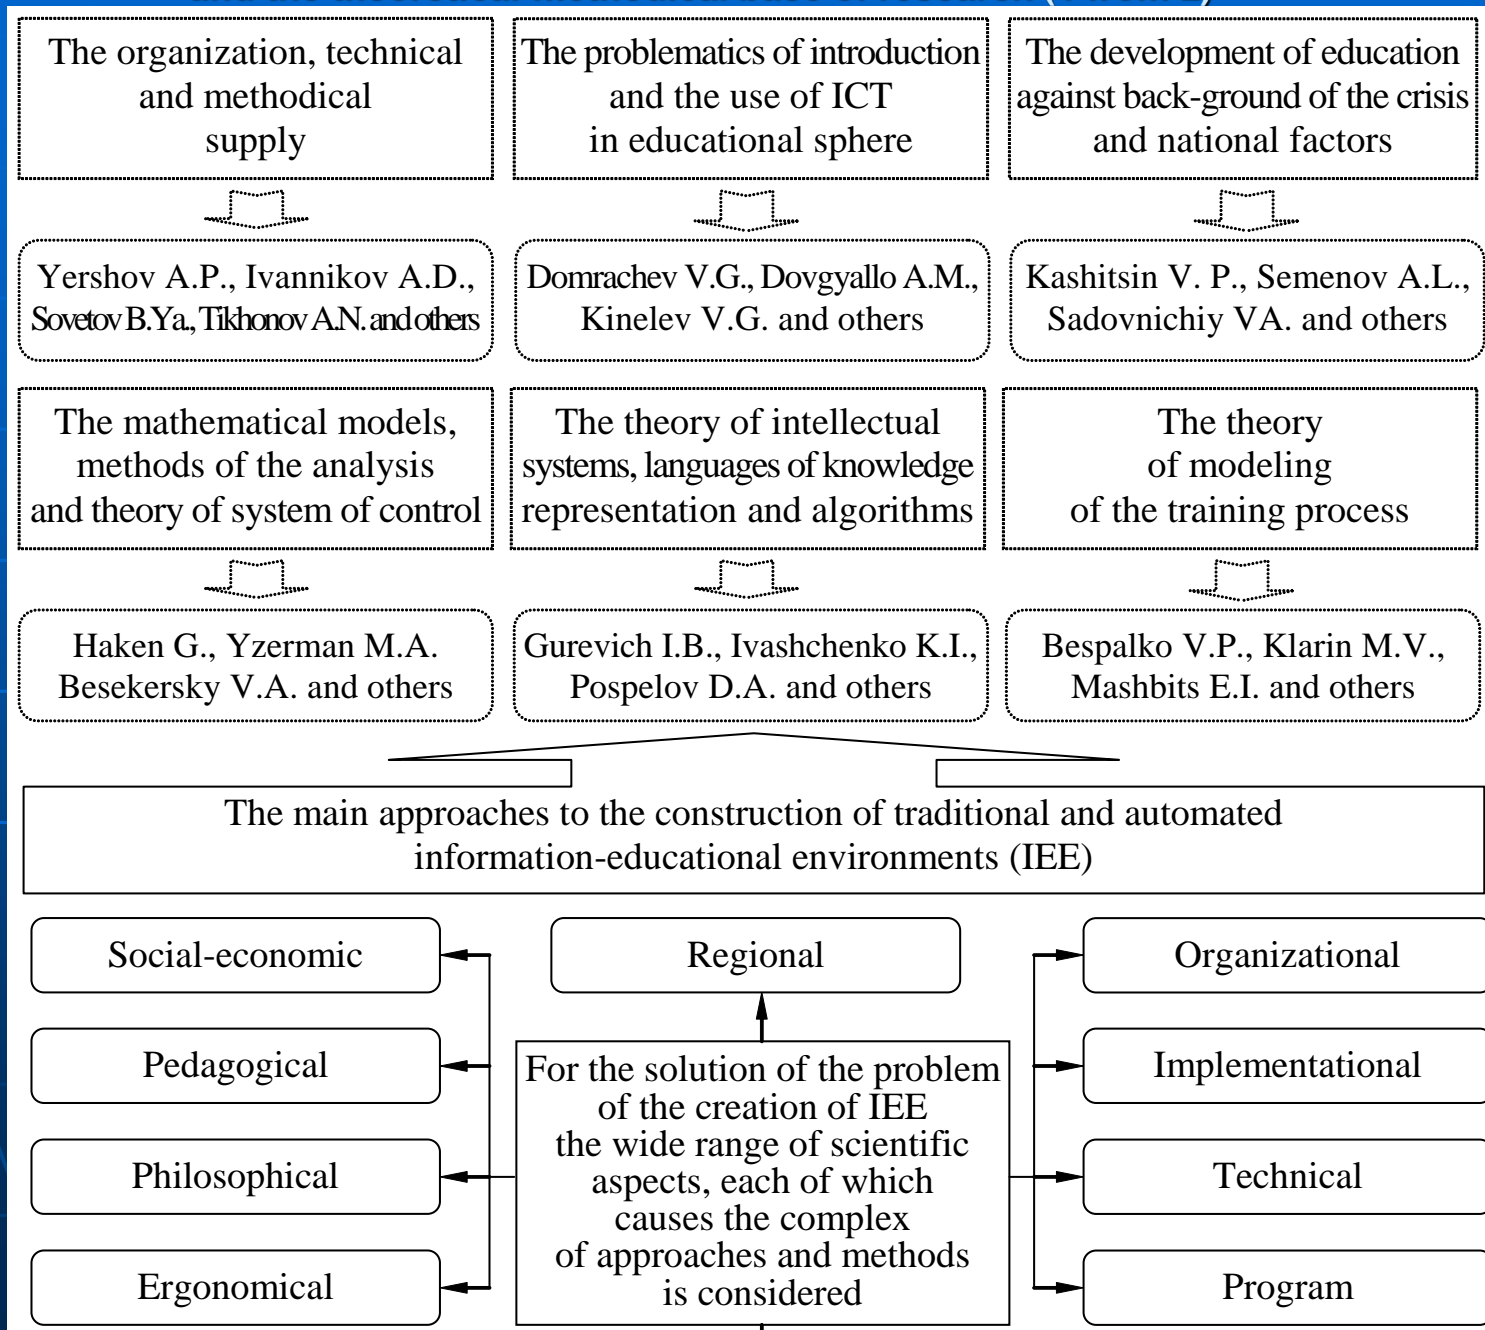 The organization, technical
and methodical
supply
The problematics of introduction
and the use of ICT
in educational sphere
The development of education
against back-ground of the crisis
and national factors
Yershov A.P., Ivannikov A.D.,
Sovetov B.Ya., Tikhonov A.N. and others
Domrachev V.G., Dovgyallo A.M.,
Kinelev V.G. and others
Kashitsin V. P., Semenov A.L.,
Sadovnichiy VA. and others
The mathematical models,
methods of the analysis
and theory of system of control
The theory of intellectual
systems, languages of knowledge
representation and algorithms
The theory
of modeling
of the training process
Haken G., Yzerman M.A.
Besekersky V.A. and others
Gurevich I.B., Ivashchenko K.I.,
Pospelov D.A. and others
Bespalko V.P., Klarin M.V.,
Mashbits E.I. and others
The main approaches to the construction of traditional and automated
information-educational environments (IEE)
Social-economic
Pedagogical
Philosophical
Ergonomical
Regional
For the solution of the problem
of the creation of IEE
the wide range of scientific
aspects, each of which
causes the complex
of approaches and methods
is considered
Organizational
Implementational
Technical
Program